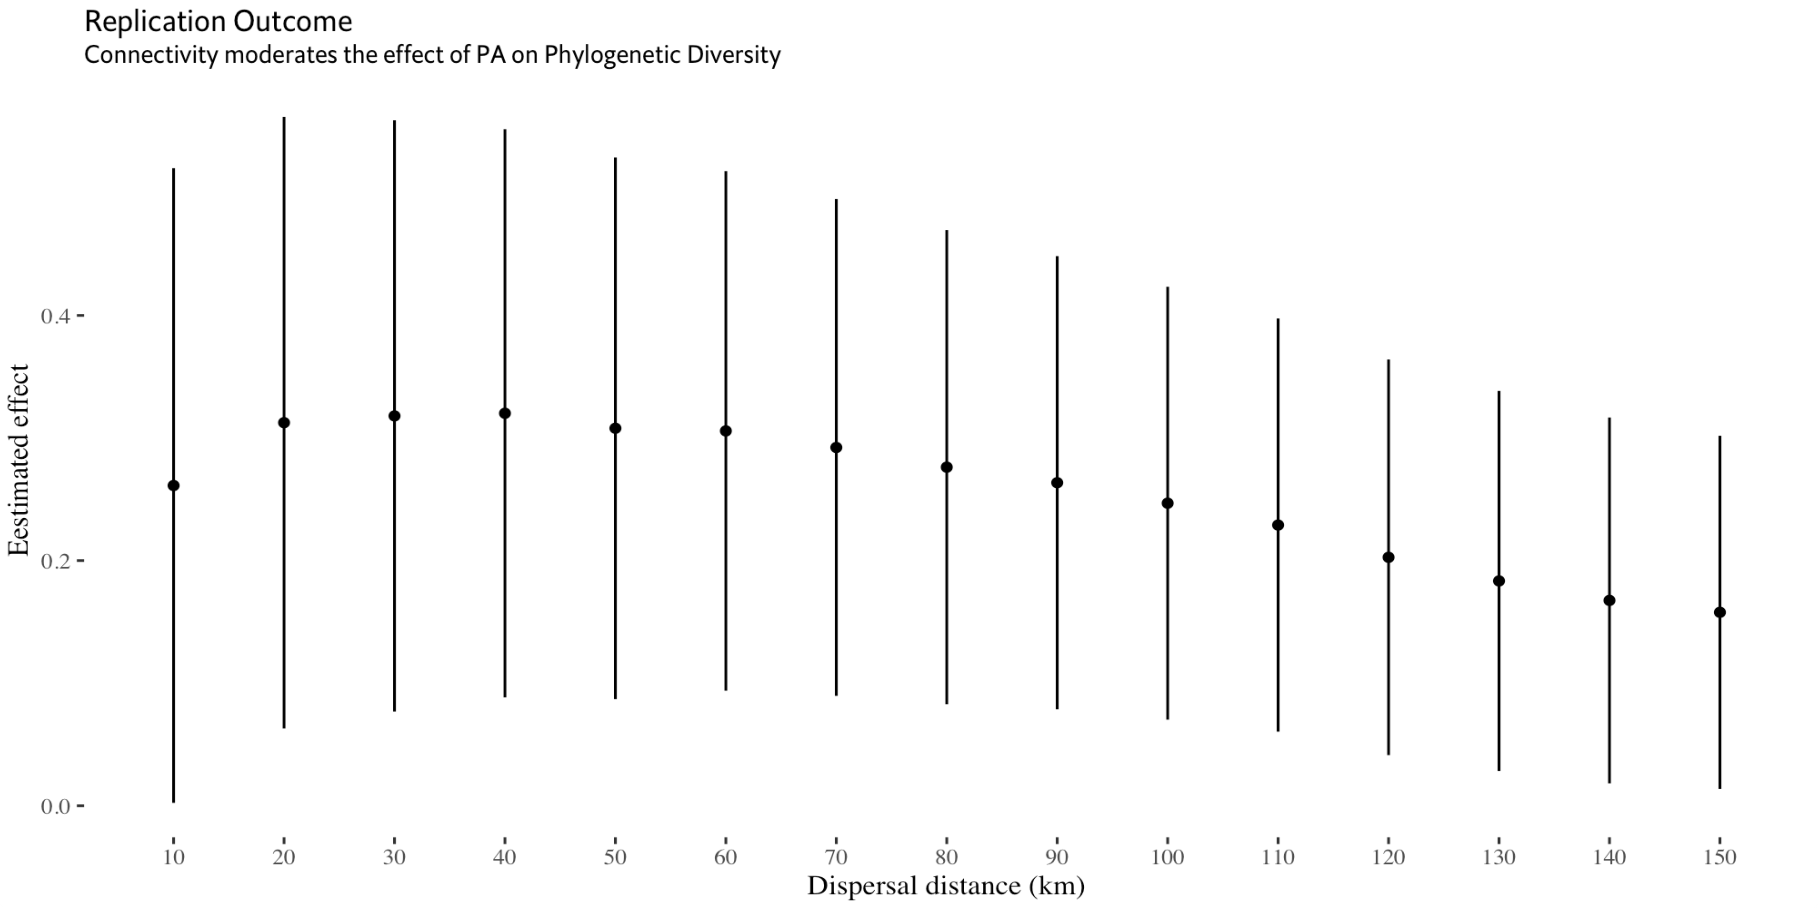 Replication Outcome
Connectivity moderates the effect of PA on Phylogenetic Diversity
Eestimated effect
0.4
0.2
0.0
10 20 30 40 50 60 70 80 90 100 110 120 130 140 150
Dispersal distance (km)